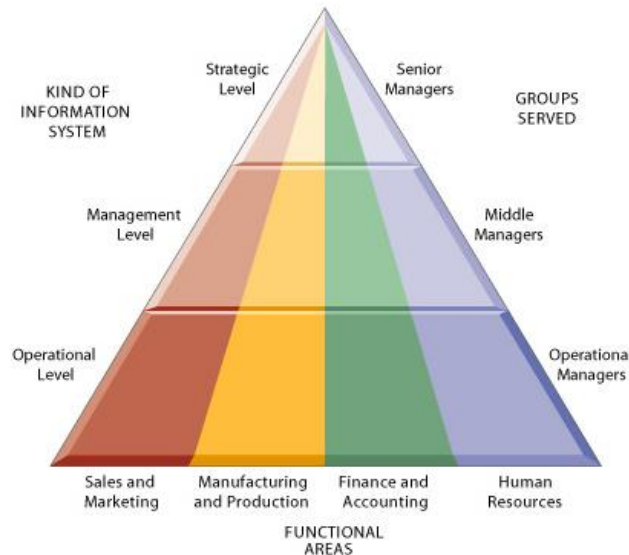 KIND OF
INFORMATION
SYSTEM
Strategic
Level
Senior
Managers
GROUPS
SERVED
Management
Level
Middle
Managers
Operational
Level
Operational
Managers
Sales and
Marketing
Manufacturing
and Production
Finance and
Accounting
Human
Resources
FUNCTIONAL
AREAS